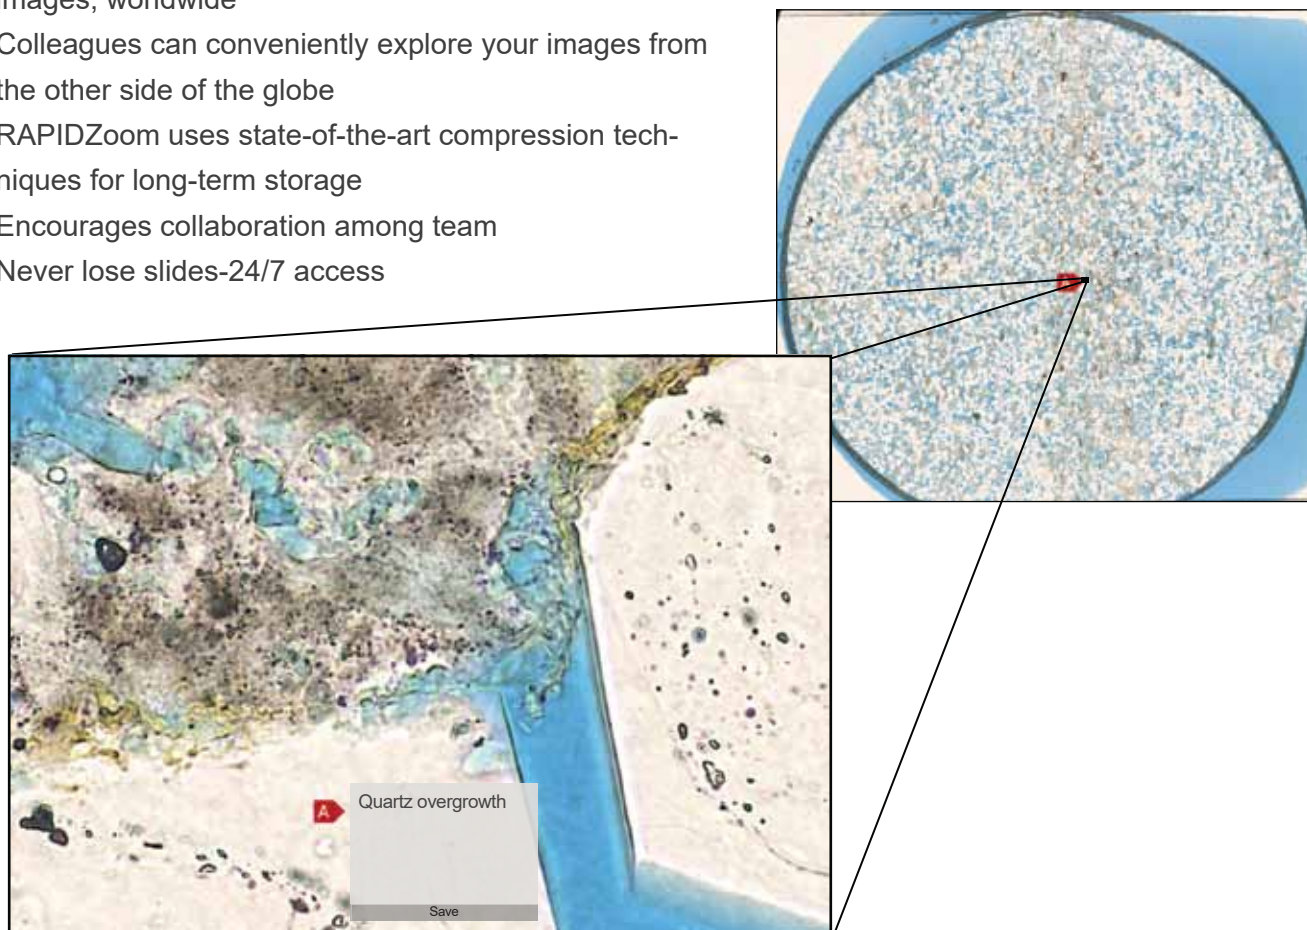 images, worldwide
Colleagues can conveniently explore your images from
the other side of the globe
RAPIDZoom uses state-of-the-art compression tech-
niques for long-term storage
Encourages collaboration among team
Never lose slides-24/7 access
A
A
Quartz overgrowth
Save